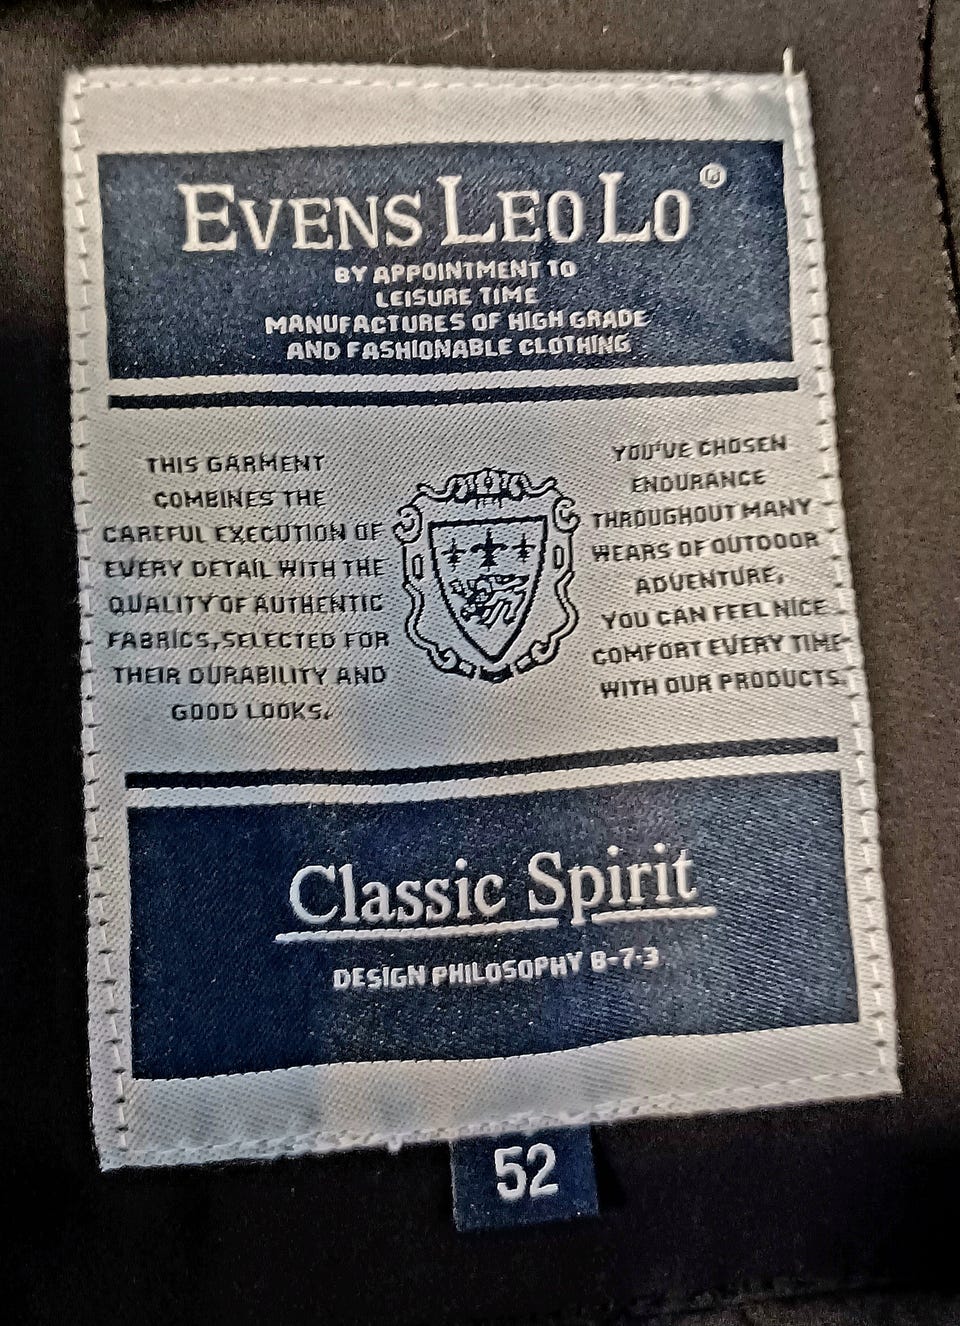 EVENS LEO LO ®
BY APPOINTMENT TO
LEISURE TIME
MANUFACTURES OF HIGH GRADE
AND FASHIONABLE CLOTHING
THIS GARMENT
COMBINES THE
CAREFUL EXECUTION OF
EVERY DETAIL WITH THE
QUALITY OF AUTHENTIC
FABRICS, SELECTED FOR
THEIR DURABILITY AND
GOOD LOOKS.
YOU'VE CHOSEN
ENDURANCE
THROUGHOUT MANY
WEARS OF OUTDOOR
ADVENTURE,
YOU CAN FEEL NICE
COMFORT EVERY TIME
WITH OUR PRODUCTS.
Classic Spirit
DESIGN PHILOSOPHY 8-7-3
52